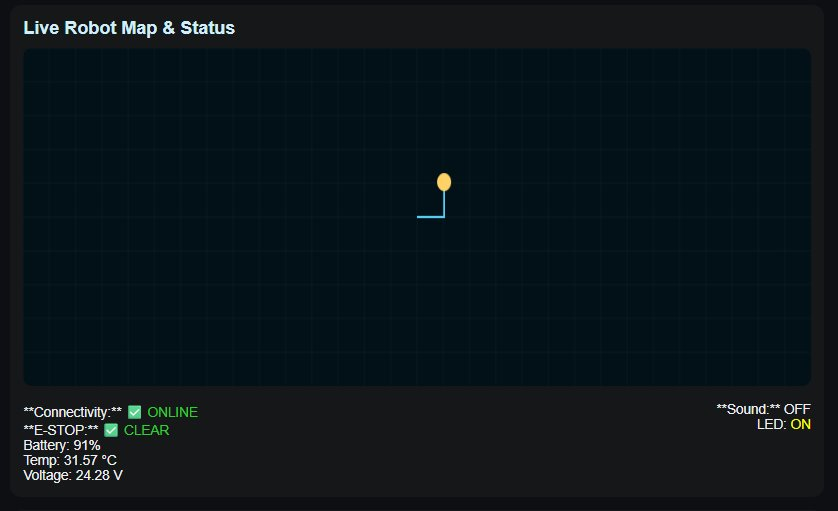 Live Robot Map & Status
**Connectivity:** ✅ ONLINE
**E-STOP:** ✅ CLEAR
Battery: 91%
Temp: 31.57 °C
Voltage: 24.28 V
**Sound:** OFF
LED: ON